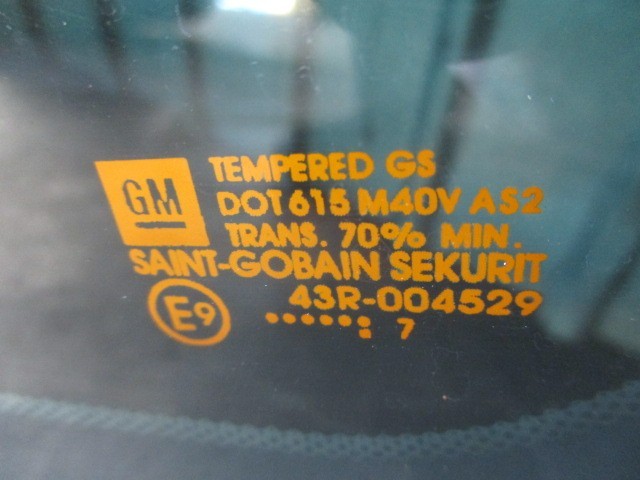 GM
TEMPERED GS
DOT 615 M40V AS2
TRANS. 70% MIN.
SAINT-GOBAIN SEKURIT
E9
43R-004529
••••••: 7